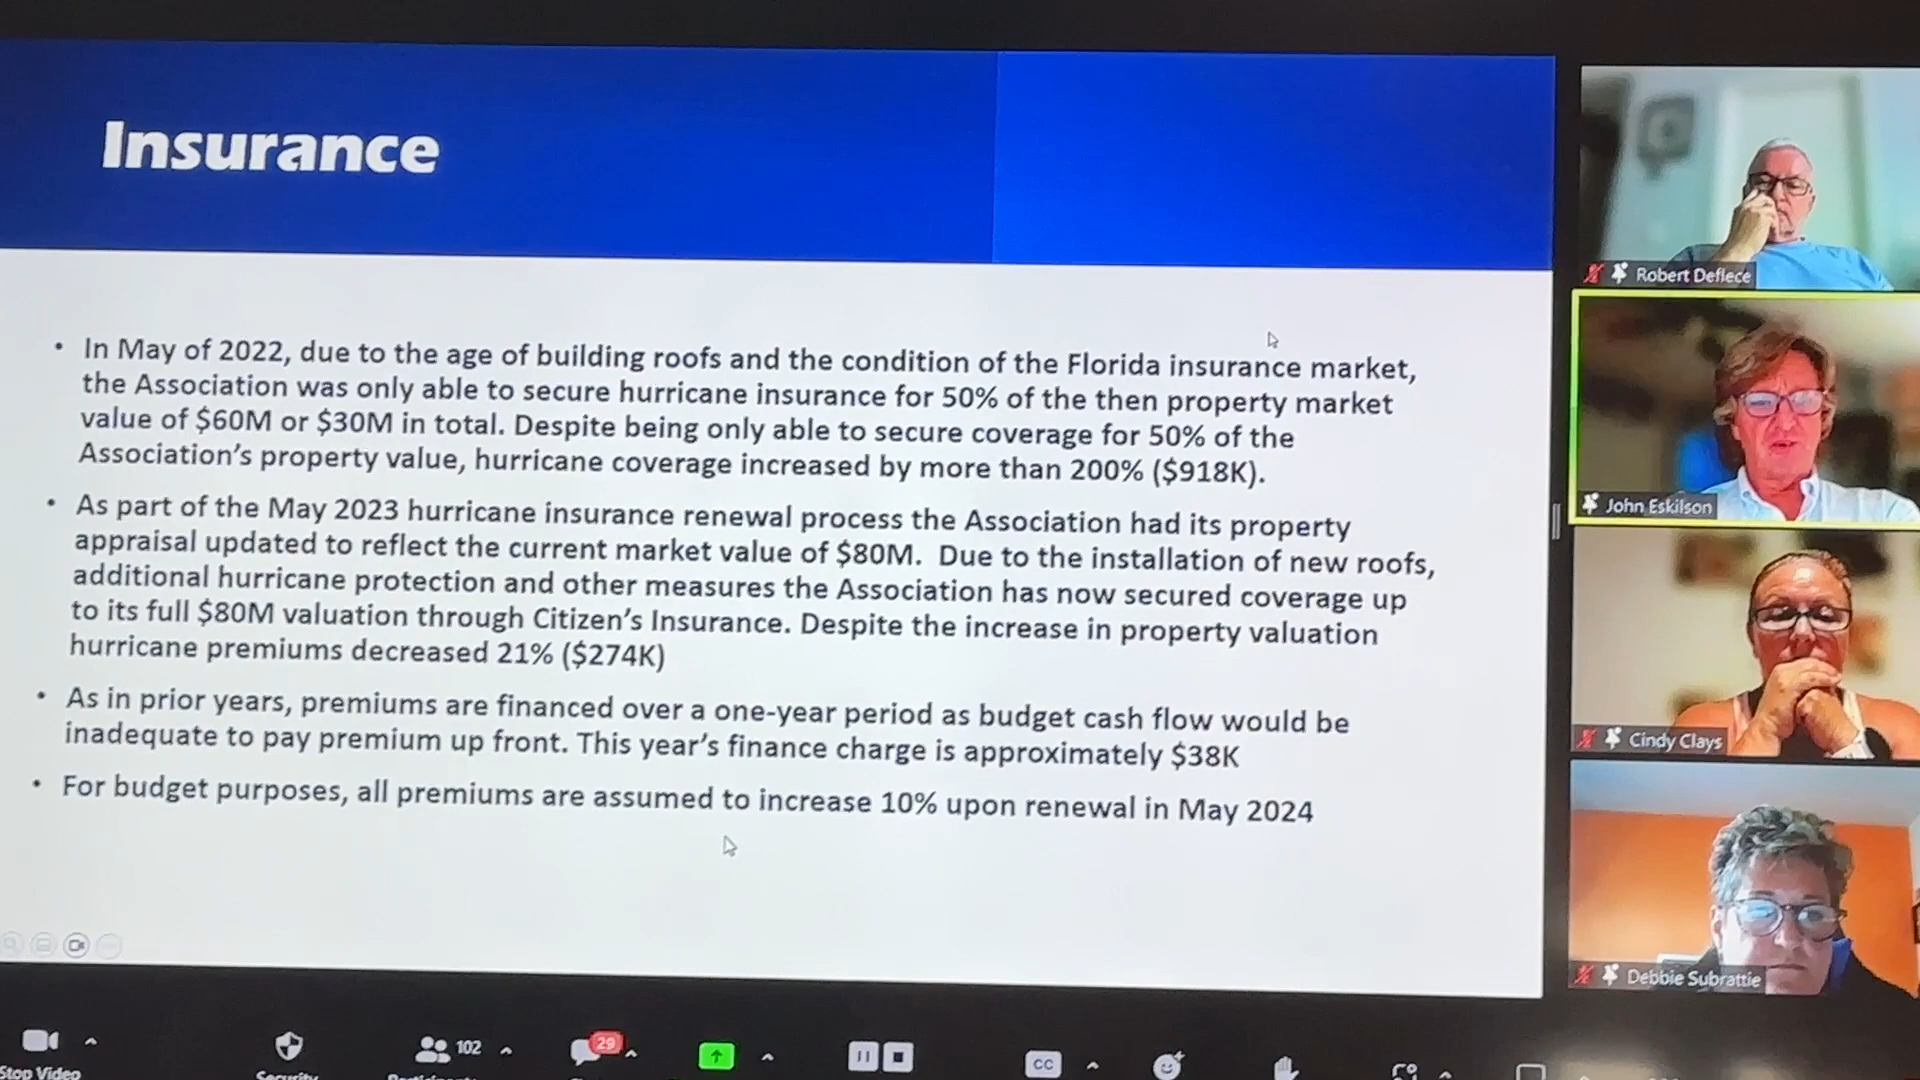 Insurance
• In May of 2022, due to the age of building roofs and the condition of the Florida insurance market,
the Association was only able to secure hurricane insurance for 50% of the then property market
value of $60M or $30M in total. Despite being only able to secure coverage for 50% of the
Association's property value, hurricane coverage increased by more than 200% ($918K).
• As part of the May 2023 hurricane insurance renewal process the Association had its property
appraisal updated to reflect the current market value of $80M. Due to the installation of new roofs,
additional hurricane protection and other measures the Association has now secured coverage up
to its full $80M valuation through Citizen's Insurance. Despite the increase in property valuation
hurricane premiums decreased 21% ($274K)
• As in prior years, premiums are financed over a one-year period as budget cash flow would be
inadequate to pay premium up front. This year's finance charge is approximately $38K
• For budget purposes, all premiums are assumed to increase 10% upon renewal in May 2024
Robert Defiece
John Eskilson
Cindy Clays
Debbie Subrattie
102
29
CC
Stop Video
Security